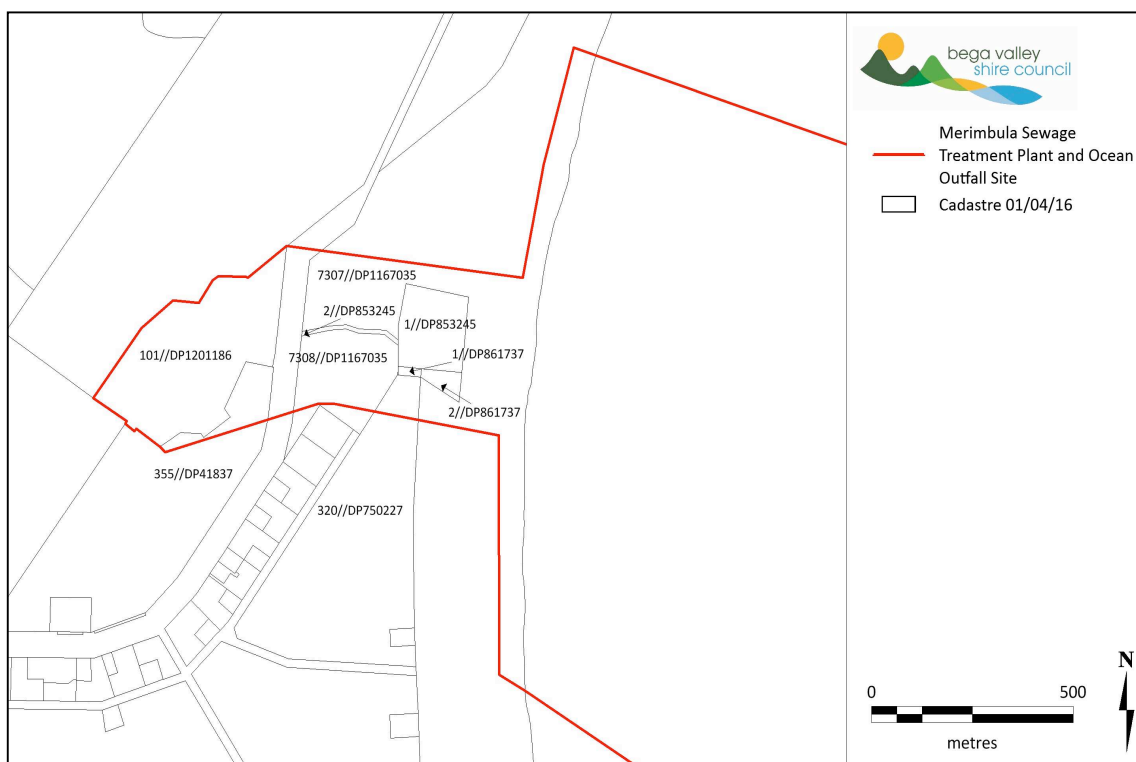 bega valley
shire council
Merimbula Sewage
Treatment Plant and Ocean
Outfall Site
Cadastre 01/04/16
7307//DP1167035
2//DP853245
1//DP853245
101//DP1201186
7308//DP1167035
1//DP861737
2//DP861737
355//DP41837
320//DP750227
N
0 500
metres